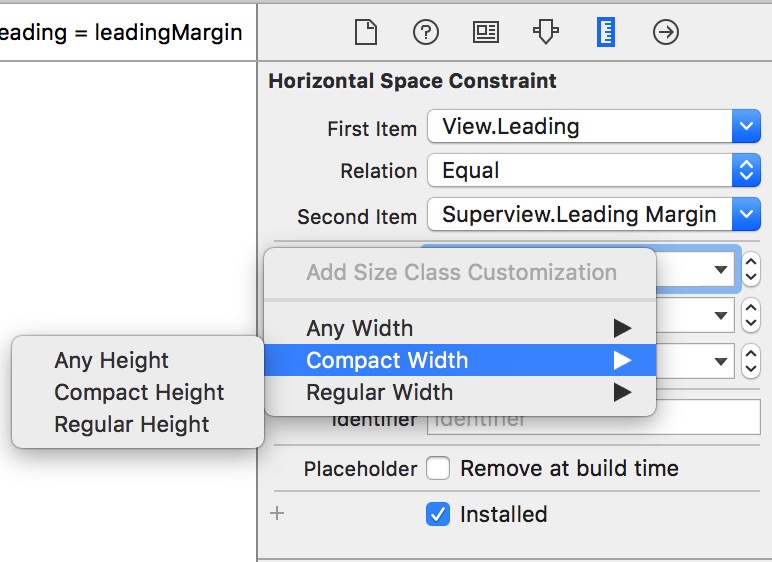 eading = leadingMargin
Horizontal Space Constraint
First Item View.Leading
Relation Equal
Second Item Superview.Leading Margin
Add Size Class Customization
Any Width
Compact Width
Regular Width
Any Height
Compact Height
Regular Height
Identifier Identifier
Placeholder Remove at build time
+ Installed